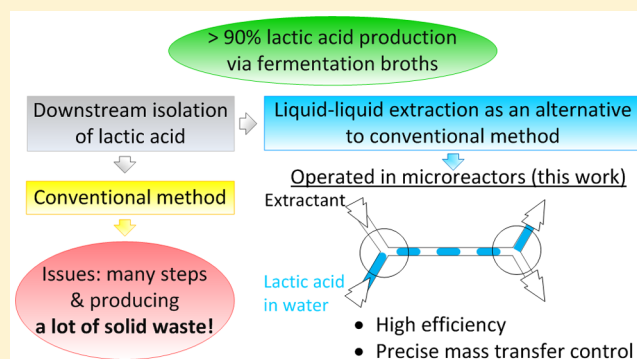 > 90% lactic acid production
via fermentation broths
Downstream isolation
of lactic acid
Liquid-liquid extraction as an alternative
to conventional method
Conventional method
Issues: many steps
& producing
a lot of solid waste!
Operated in microreactors (this work)
Extractant
Lactic acid
in water
• High efficiency
• Precise mass transfer control